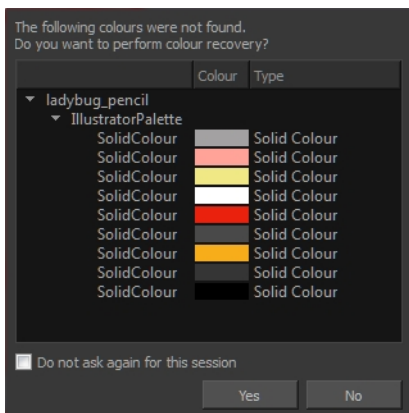 The following colours were not found.
Do you want to perform colour recovery?
Colour Type
ladybug_pencil
IllustratorPalette
SolidColour Solid Colour
SolidColour Solid Colour
SolidColour Solid Colour
SolidColour Solid Colour
SolidColour Solid Colour
SolidColour Solid Colour
SolidColour Solid Colour
SolidColour Solid Colour
SolidColour Solid Colour
Do not ask again for this session
Yes No